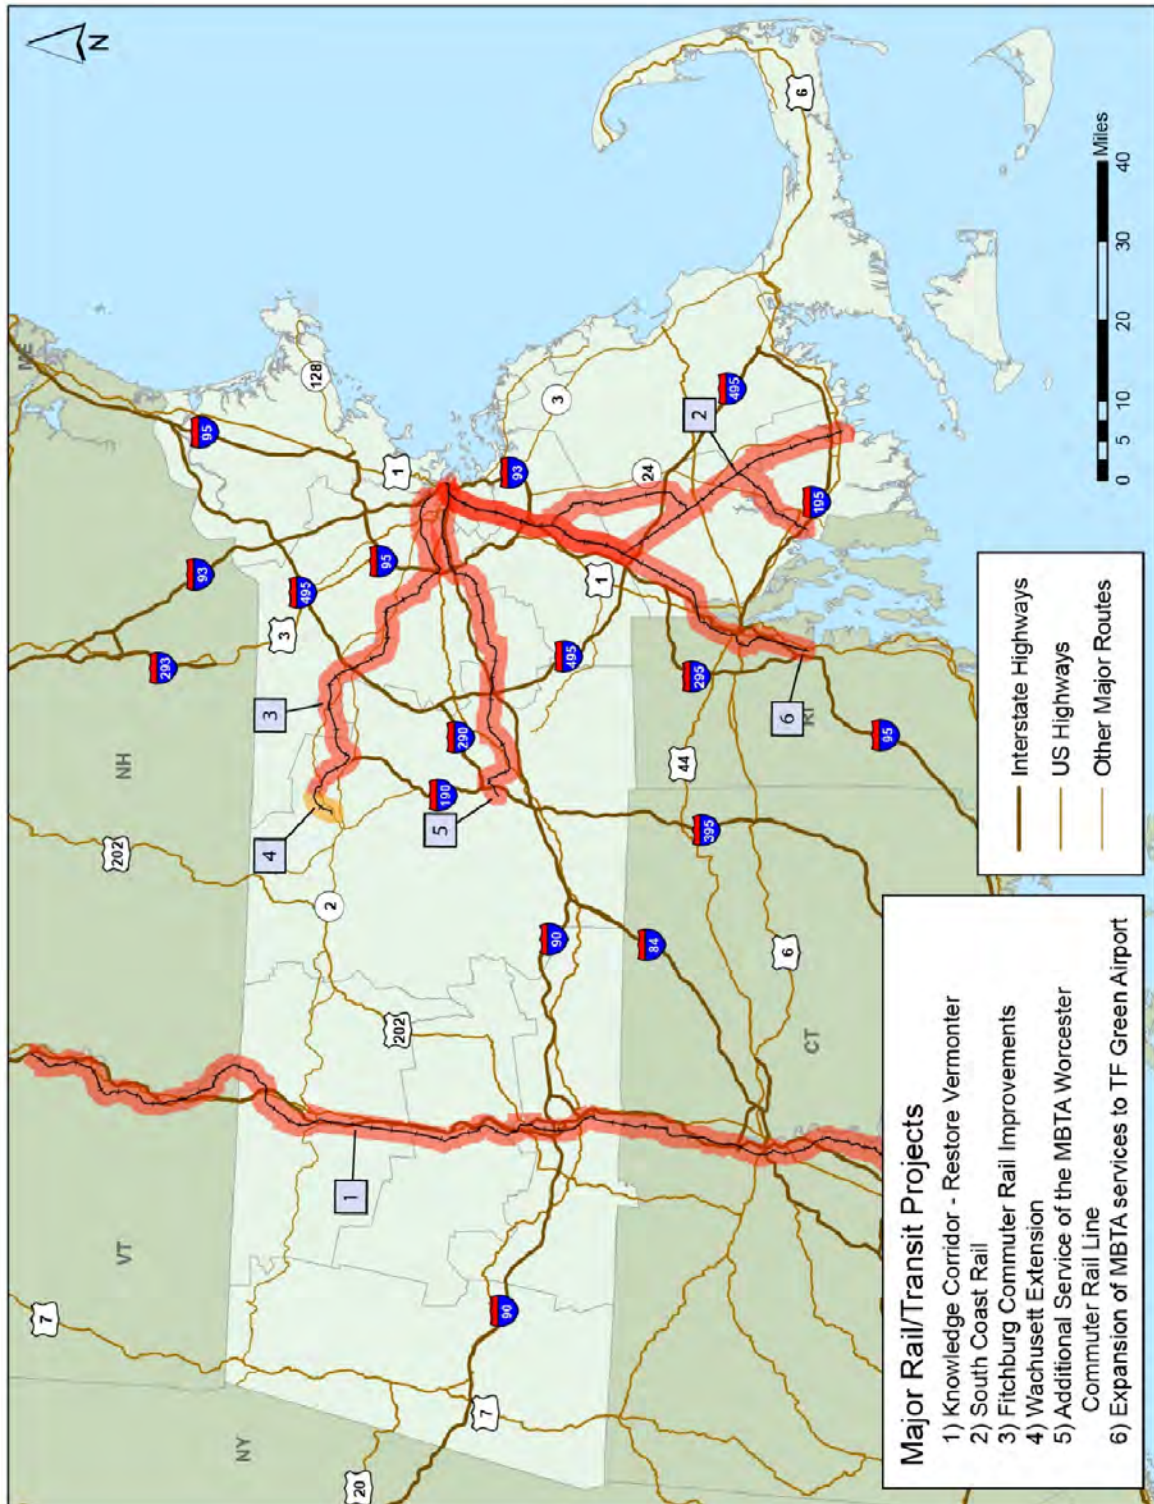 N
ME
NH
VT
NY
CT
RI
95
128
1
93
3
495
293
95
3
93
24
495
2
195
1
495
295
6
95
44
395
290
190
5
3
4
202
2
90
84
6
202
1
90
7
7
20
6
0
5
10
20
30
40
Miles
Interstate Highways
US Highways
Other Major Routes
Major Rail/Transit Projects
1) Knowledge Corridor - Restore Vermonter
2) South Coast Rail
3) Fitchburg Commuter Rail Improvements
4) Wachusett Extension
5) Additional Service of the MBTA Worcester
Commuter Rail Line
6) Expansion of MBTA services to TF Green Airport